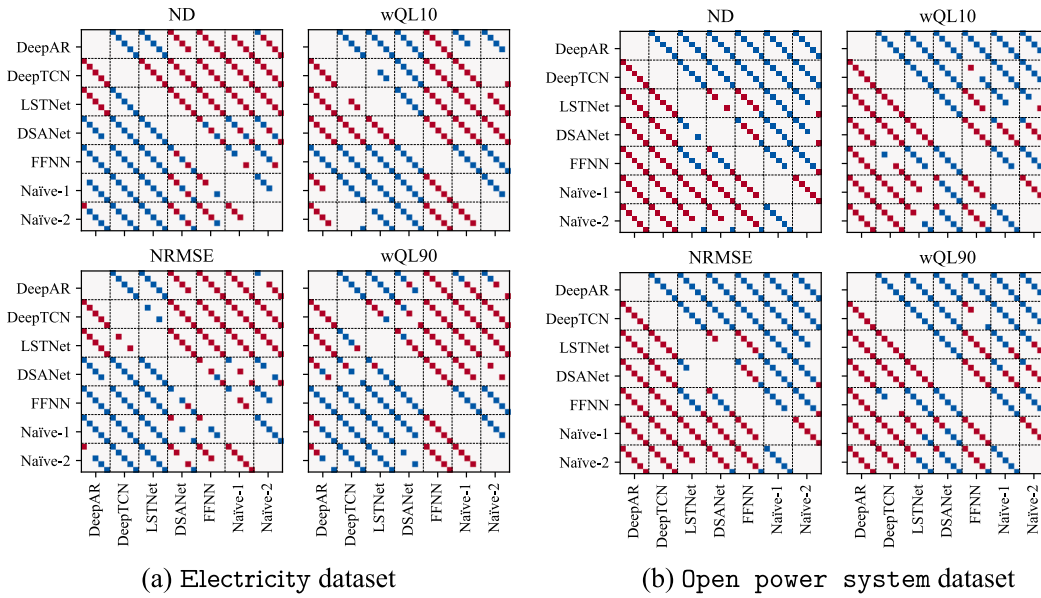 ND
wQL10
DeepAR
DeepTCN
LSTNet
DSANet
FFNN
Naïve-1
Naïve-2
NRMSE
wQL90
DeepAR
DeepTCN
LSTNet
DSANet
FFNN
Naïve-1
Naïve-2
DeepAR
DeepTCN
LSTNet
DSANet
FFNN
Naïve-1
Naïve-2
DeepAR
DeepTCN
LSTNet
DSANet
FFNN
Naïve-1
Naïve-2
(a) Electricity dataset
ND
wQL10
DeepAR
DeepTCN
LSTNet
DSANet
FFNN
Naïve-1
Naïve-2
NRMSE
wQL90
DeepAR
DeepTCN
LSTNet
DSANet
FFNN
Naïve-1
Naïve-2
DeepAR
DeepTCN
LSTNet
DSANet
FFNN
Naïve-1
Naïve-2
DeepAR
DeepTCN
LSTNet
DSANet
FFNN
Naïve-1
Naïve-2
(b) Open power system dataset